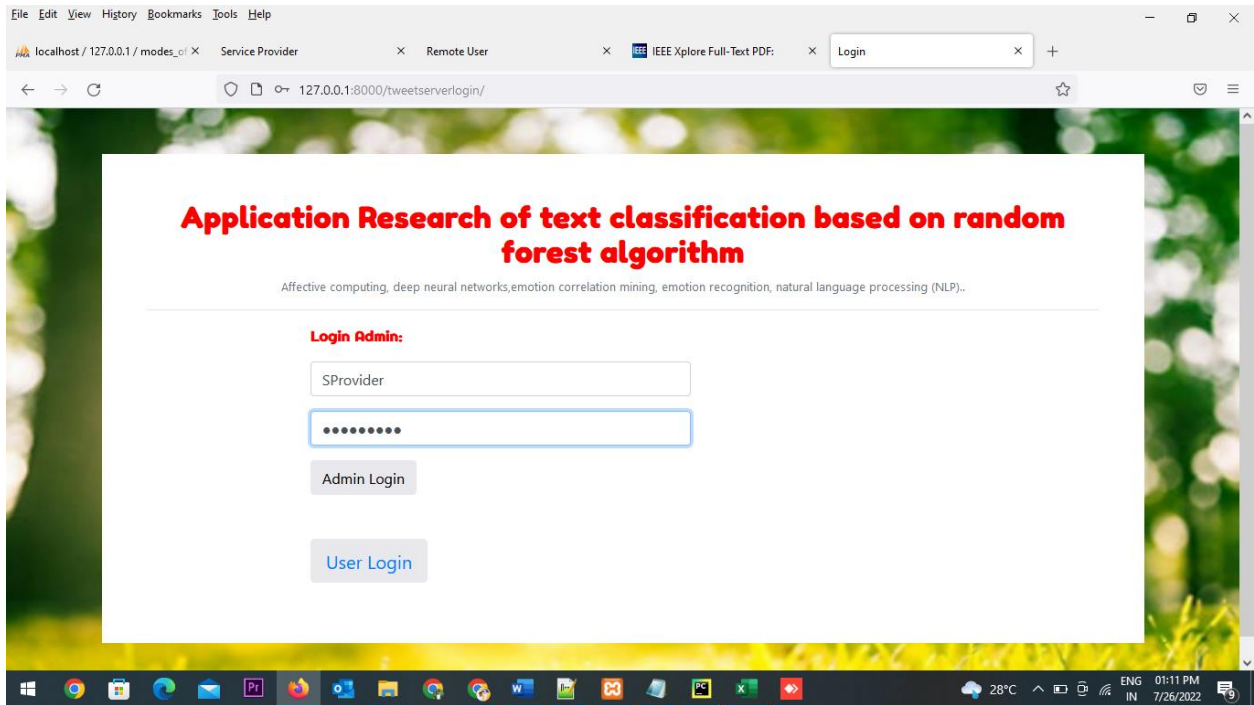 File Edit View History Bookmarks Tools Help
localhost / 127.0.0.1 / modes_of
Service Provider
Remote User
IEEE IEEE Xplore Full-Text PDF:
Login
127.0.0.1:8000/tweetserverlogin/
Application Research of text classification based on random
forest algorithm
Affective computing, deep neural networks,emotion correlation mining, emotion recognition, natural language processing (NLP)..
Login Admin:
SProvider
•••••••••
Admin Login
User Login
28°C
ENG
IN
01:11 PM
7/26/2022